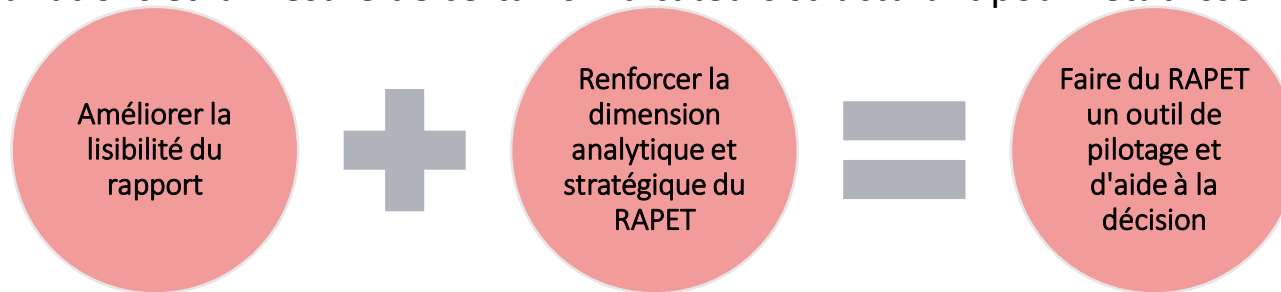 Améliorer la
lisibilité du
rapport
Renforcer la
dimension
analytique et
stratégique du
RAPET
Faire du RAPET
un outil de
pilotage et
d'aide à la
décision